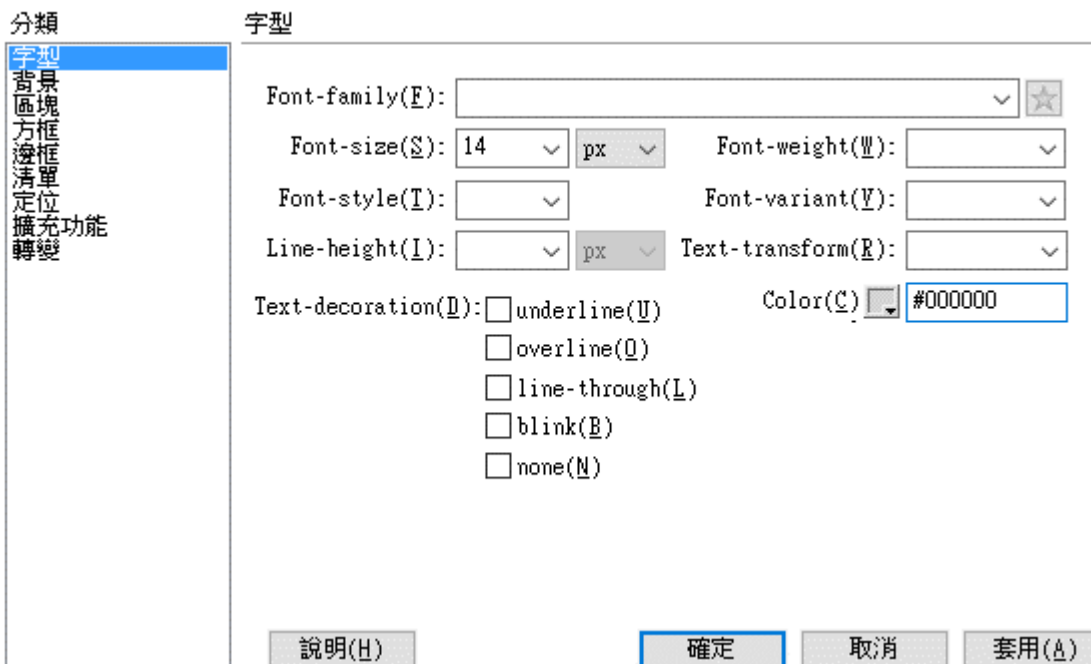 分類
字型
背景
區塊
方框
邊框
清單
定位
擴充功能
轉變
字型
Font-family(F):
Font-size(S): 14 px Font-weight(W):
Font-style(T): Font-variant(V):
Line-height(I): px Text-transform(R):
Text-decoration(D): underline(U) Color(C) #000000
overline(O)
line-through(L)
blink(B)
none(N)
說明(H) 確定 取消 套用(A)